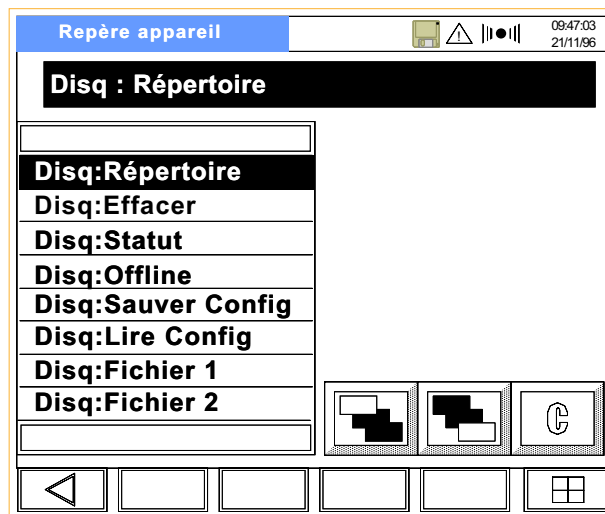 Repère appareil
09:47:03
21/11/96
Disq : Répertoire
Disq:Répertoire
Disq:Effacer
Disq:Statut
Disq:Offline
Disq:Sauver Config
Disq:Lire Config
Disq:Fichier 1
Disq:Fichier 2
C